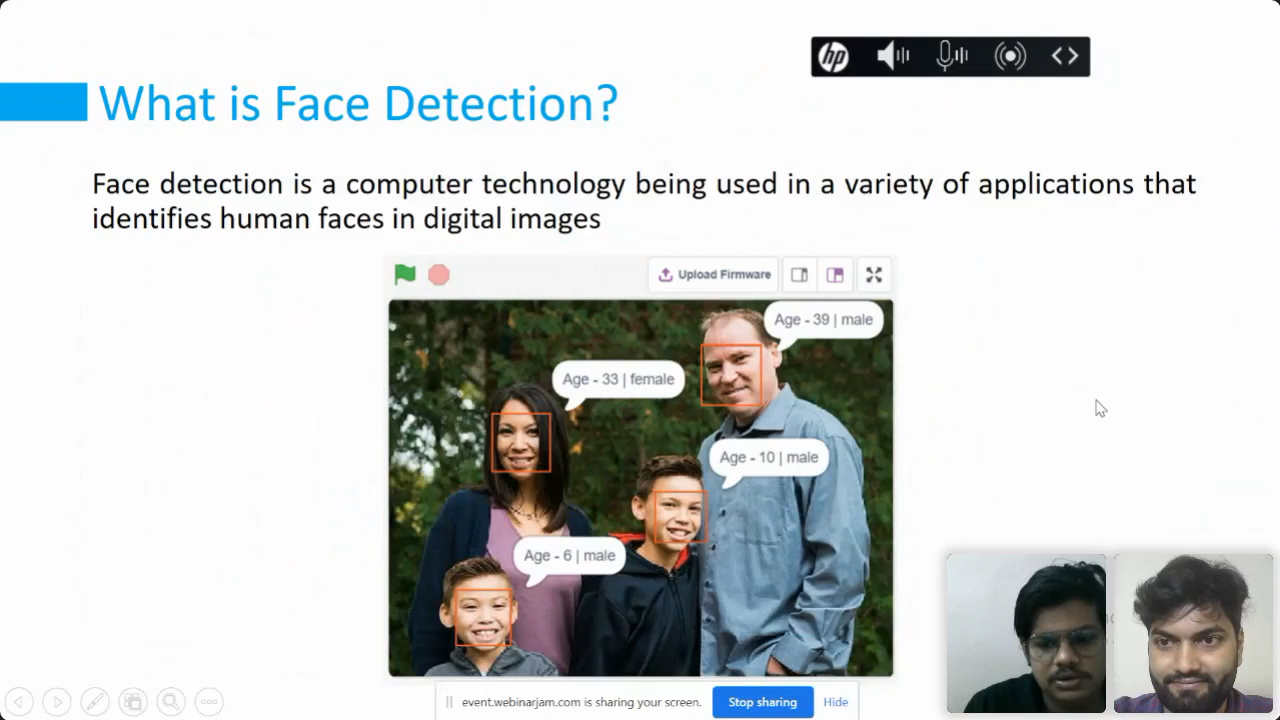 hp
What is Face Detection?
Face detection is a computer technology being used in a variety of applications that
identifies human faces in digital images
Upload Firmware
Age - 39 | male
Age - 33 | female
Age - 10 | male
Age - 6 | male
event.webinarjam.com is sharing your screen.
Stop sharing
Hide